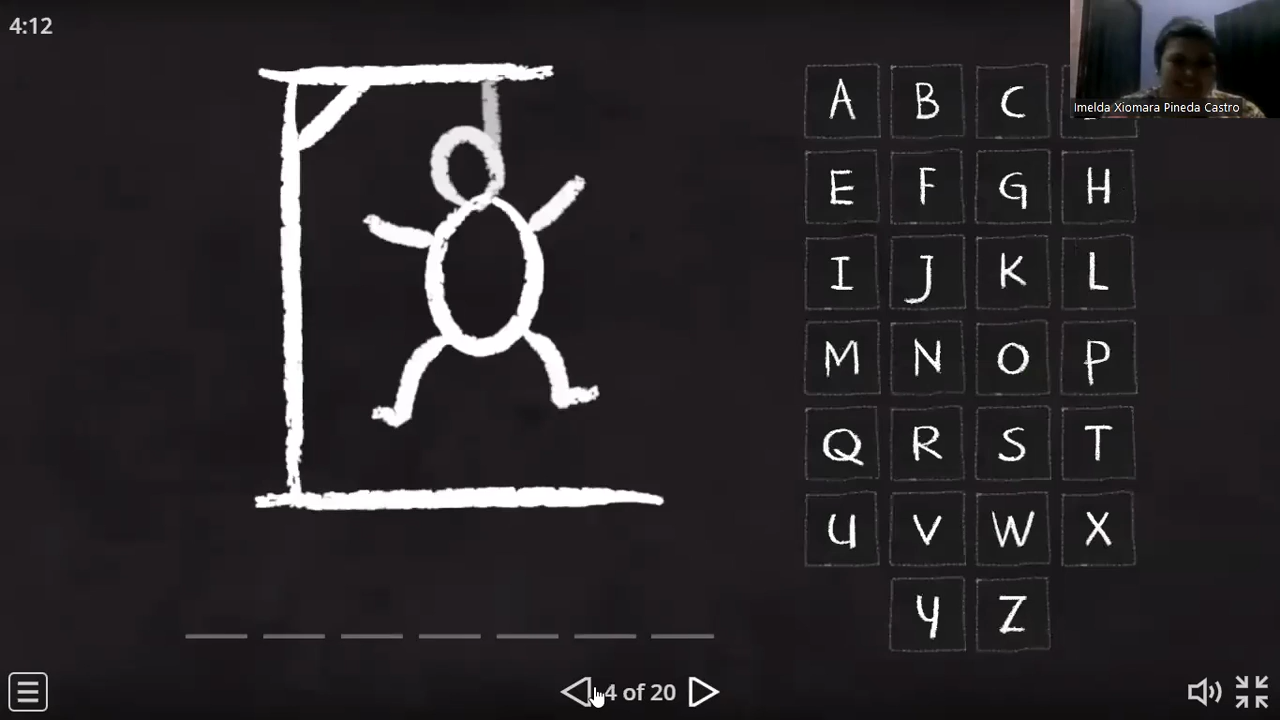 4:12
A B C
Imelda Xiomara Pineda Castro
E F G H
I J K L
M N O P
Q R S T
U V W X
Y Z
4 of 20